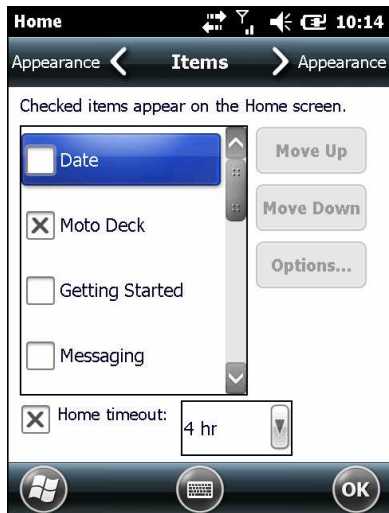 Home 10:14
Appearance Items Appearance
Checked items appear on the Home screen.
Date
Moto Deck
Getting Started
Messaging
Move Up
Move Down
Options...
Home timeout: 4 hr
OK